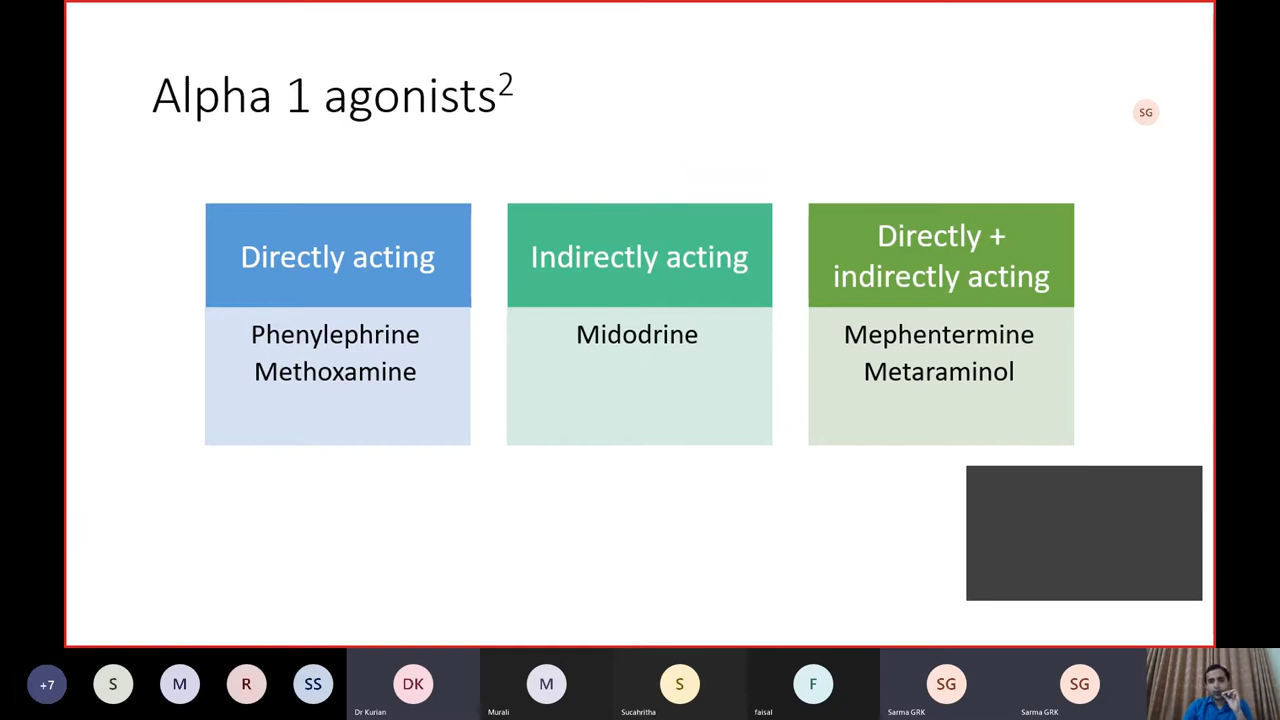 Alpha 1 agonists2
SG
Directly acting
Phenylephrine
Methoxamine
Indirectly acting
Midodrine
Directly +
indirectly acting
Mephentermine
Metaraminol
+7
S
M
R
SS
DK
Dr Kurian
M
Murali
S
Sucahritha
F
faisal
SG
Sarma GRK
SG
Sarma GRK